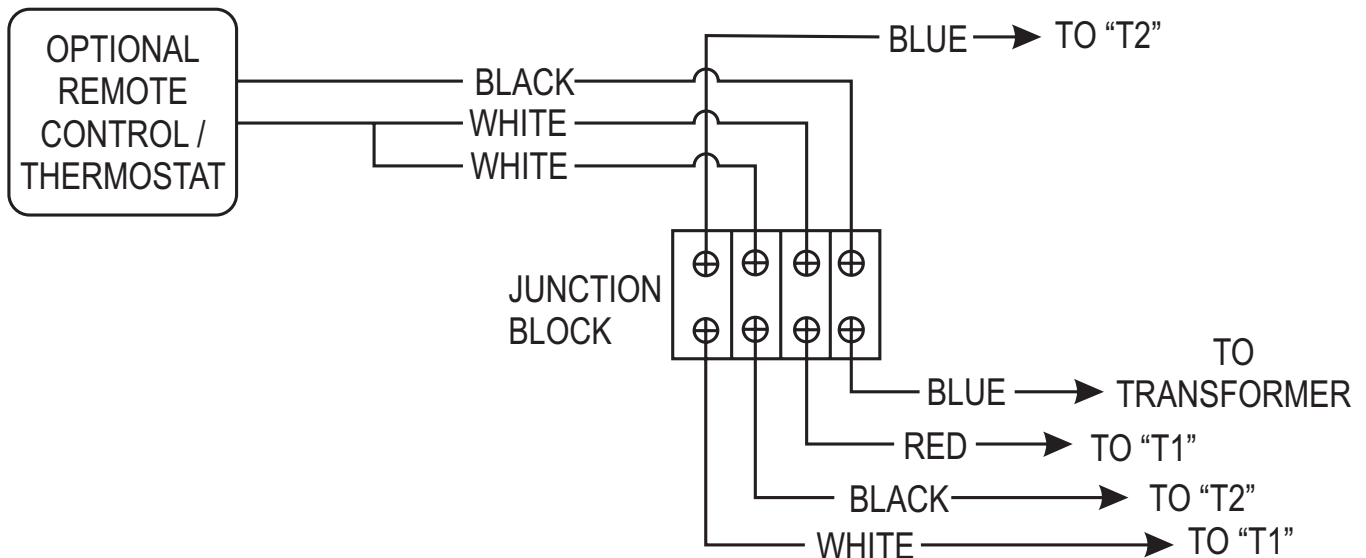 OPTIONAL
REMOTE
CONTROL /
THERMOSTAT
BLUE
TO “T2”
BLACK
WHITE
WHITE
JUNCTION
BLOCK
BLUE
TO
TRANSFORMER
RED
TO “T1”
BLACK
TO “T2”
WHITE
TO “T1”